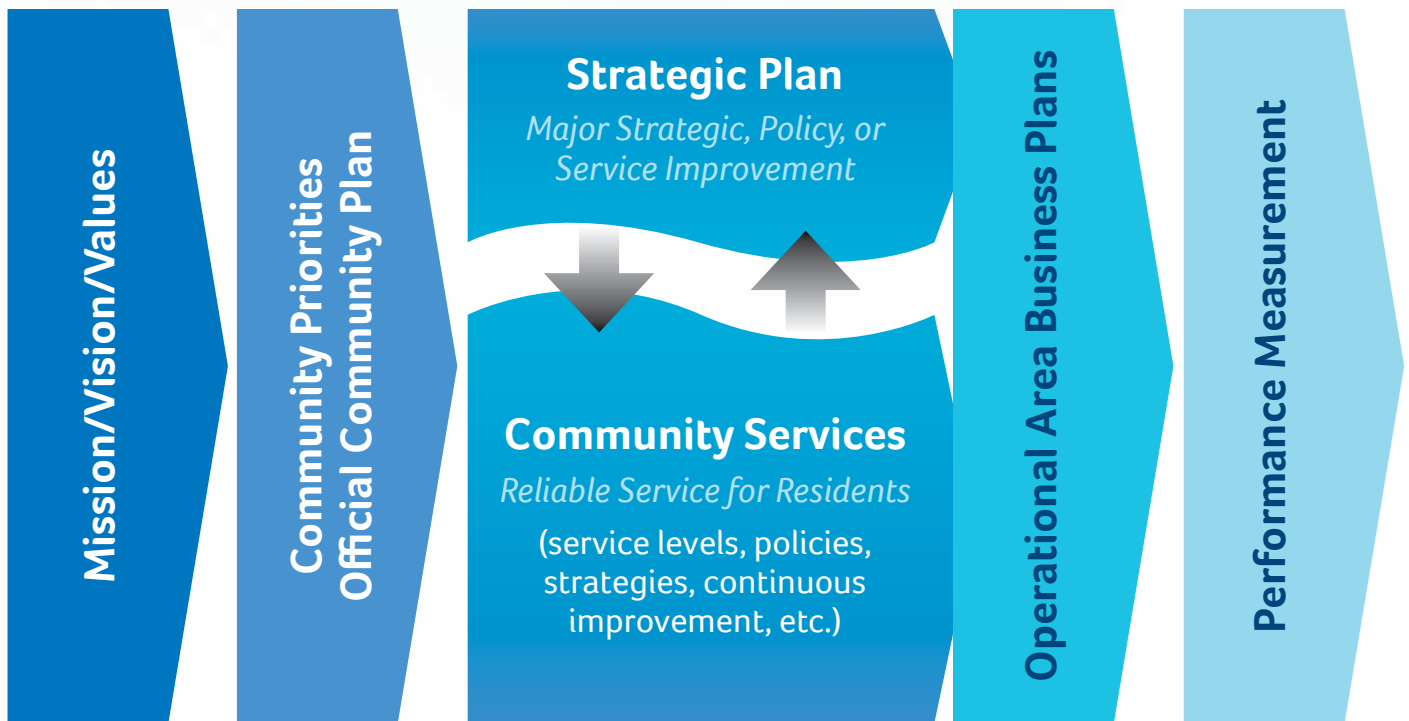 Mission/Vision/Values
Community Priorities
Official Community Plan
Strategic Plan
Major Strategic, Policy, or
Service Improvement
Community Services
Reliable Service for Residents
(service levels, policies,
strategies, continuous
improvement, etc.)
Operational Area Business Plans
Performance Measurement